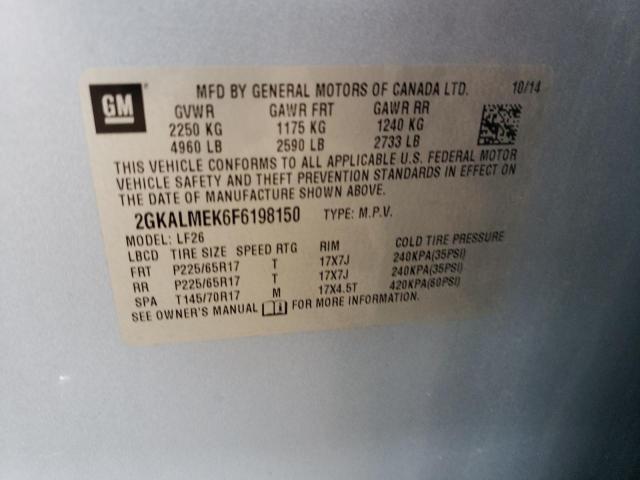 GM
MFD BY GENERAL MOTORS OF CANADA LTD. 10/14
GVWR GAWR FRT GAWR RR
2250 KG 1175 KG 1240 KG
4960 LB 2590 LB 2733 LB
THIS VEHICLE CONFORMS TO ALL APPLICABLE U.S. FEDERAL MOTOR
VEHICLE SAFETY AND THEFT PREVENTION STANDARDS IN EFFECT ON
THE DATE OF MANUFACTURE SHOWN ABOVE.
2GKALMEK6F6198150 TYPE: M.P.V.
MODEL: LF26
LBCD TIRE SIZE SPEED RTG RIM COLD TIRE PRESSURE
FRT P225/65R17 T 17X7J 240KPA(35PSI)
RR P225/65R17 T 17X7J 240KPA(35PSI)
SPA T145/70R17 M 17X4.5T 420KPA(60PSI)
SEE OWNER'S MANUAL FOR MORE INFORMATION.